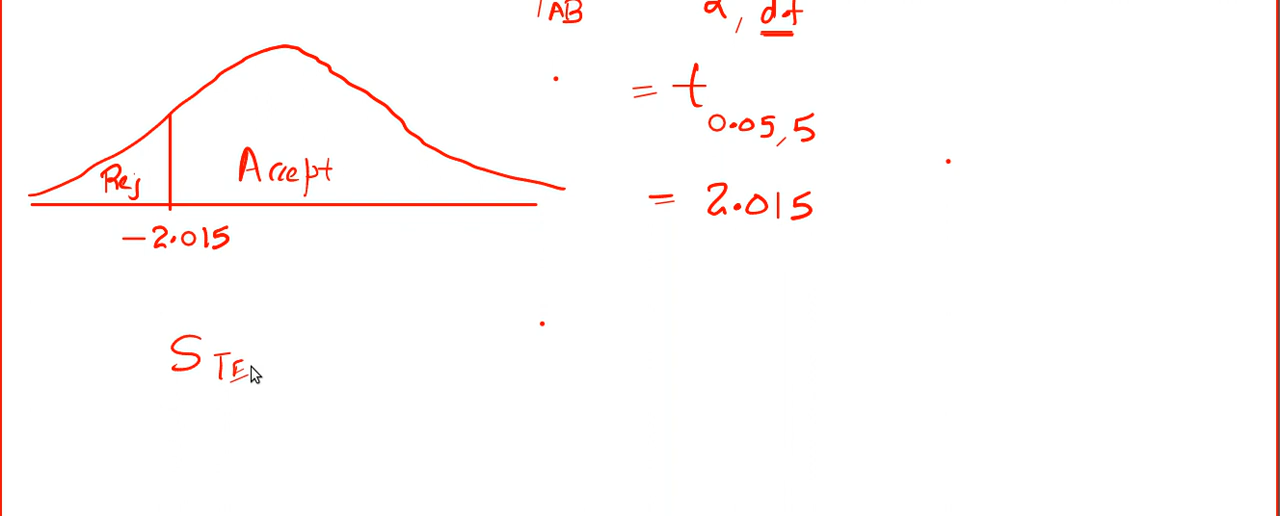 TAB α, df
= t 0.05, 5
= 2.015
Rej Accept
-2.015
STE